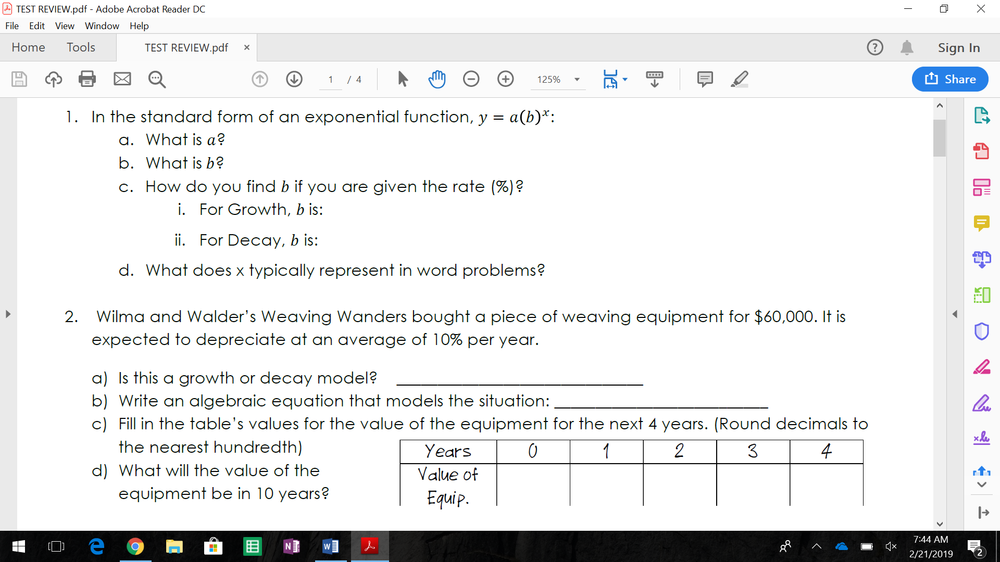 TEST REVIEW.pdf - Adobe Acrobat Reader DC
File Edit View Window Help
Home Tools TEST REVIEW.pdf × Sign In
1 / 4 125% Share
1. In the standard form of an exponential function, y = a(b)ˣ:
a. What is a?
b. What is b?
c. How do you find b if you are given the rate (%)?
i. For Growth, b is:
ii. For Decay, b is:
d. What does x typically represent in word problems?
2. Wilma and Walder’s Weaving Wanders bought a piece of weaving equipment for $60,000. It is
expected to depreciate at an average of 10% per year.
a) Is this a growth or decay model? ____________
b) Write an algebraic equation that models the situation: ____________
c) Fill in the table’s values for the value of the equipment for the next 4 years. (Round decimals to
the nearest hundredth)
d) What will the value of the
equipment be in 10 years?
Years 0 1 2 3 4
Value of
Equip.
7:44 AM
2/21/2019
2